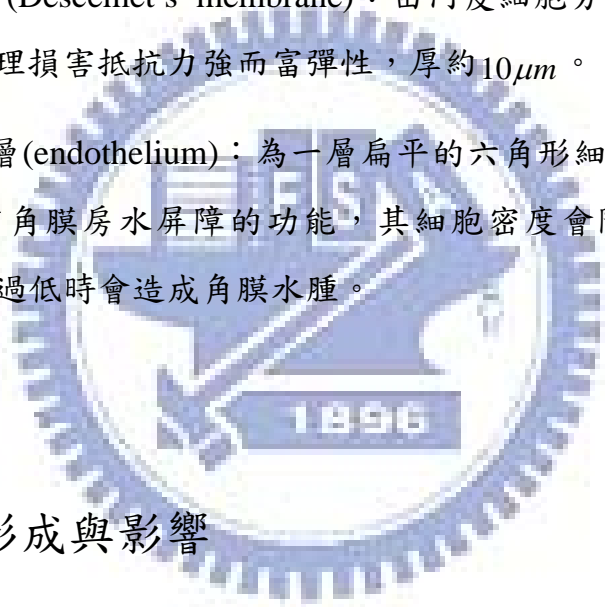 (Descemet's membrane)：由內皮細胞分
理損害抵抗力強而富彈性，厚約10μm。
層(endothelium)：為一層扁平的六角形細
角膜房水屏障的功能，其細胞密度會
過低時會造成角膜水腫。
1896
形成與影響